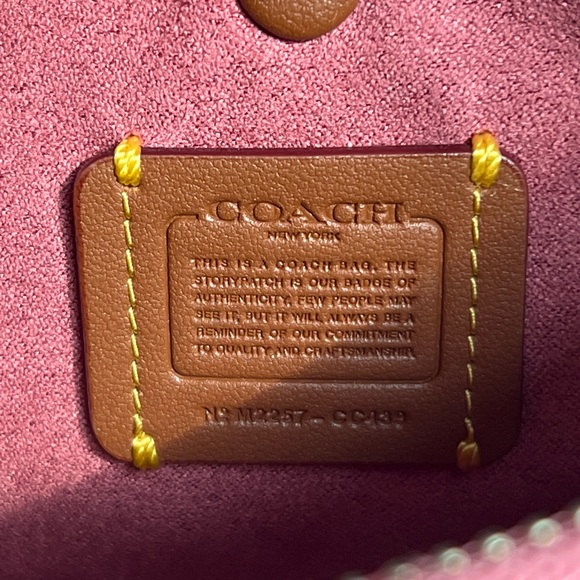 COACH
NEW YORK
THIS IS A COACH BAG. THE
STORYPATCH IS OUR BADGE OF
AUTHENTICITY. FEW PEOPLE MAY
SEE IT, BUT IT WILL ALWAYS BE A
REMINDER OF OUR COMMITMENT
TO QUALITY AND CRAFTSMANSHIP.
Nº M2257 - CC439